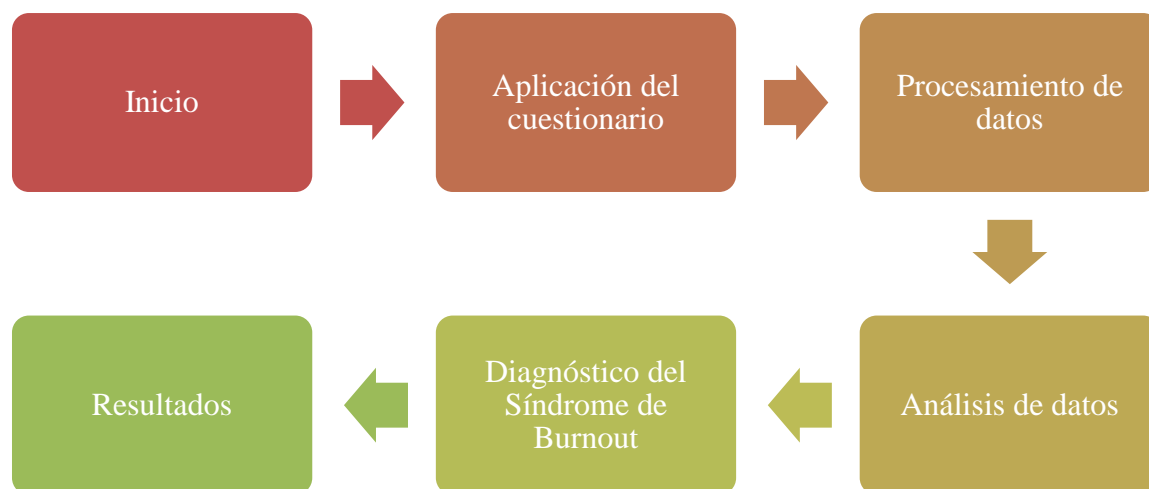 Inicio
Aplicación del
cuestionario
Procesamiento de
datos
Análisis de datos
Diagnóstico del
Síndrome de
Burnout
Resultados